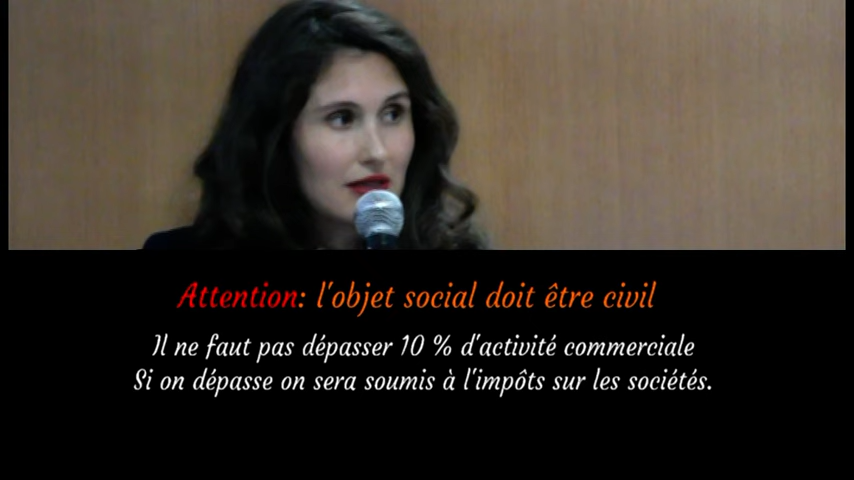 Attention: l'objet social doit être civil
Il ne faut pas dépasser 10 % d'activité commerciale
Si on dépasse on sera soumis à l'impôts sur les sociétés.